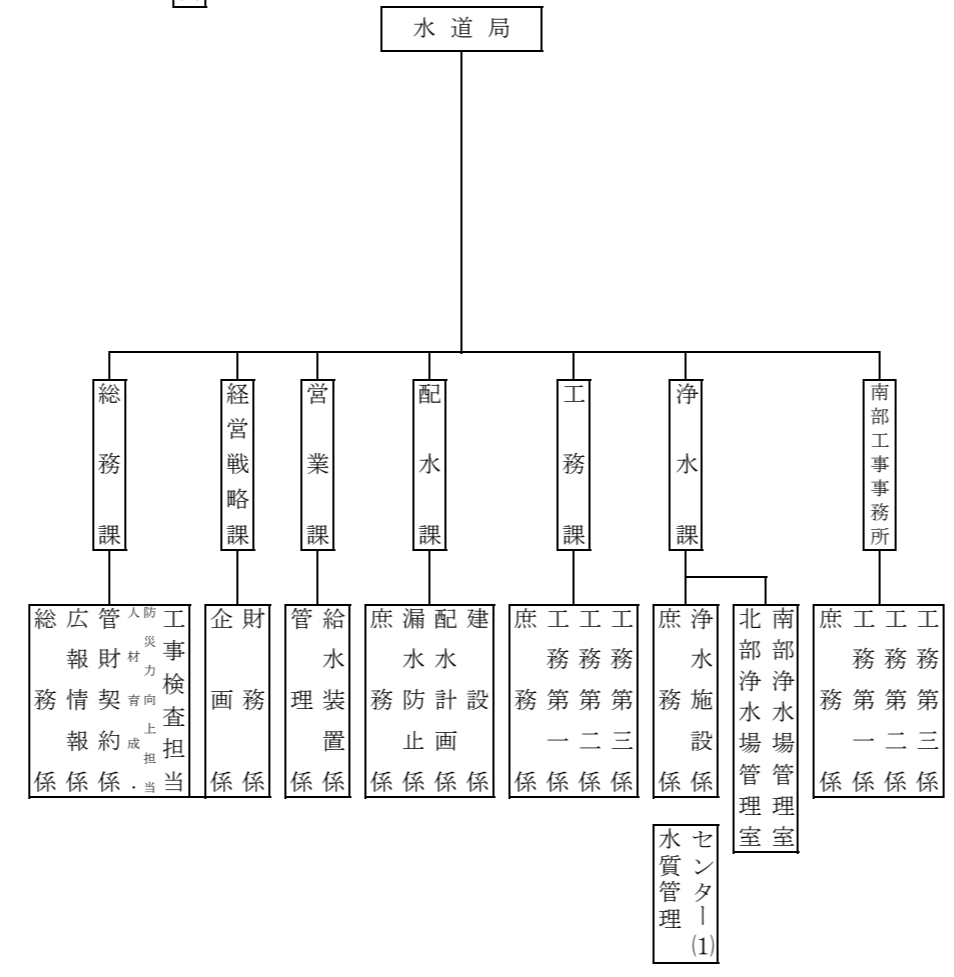 水道局
総務課
経営戦略課
営業課
配水課
工務課
浄水課
南部工事事務所
総務係
広報情報係
管財契約係
人材育成・
防災力向上担当
工事検査担当
企画係
財務係
管理係
給水装置係
庶務係
漏水防止係
配水計画係
建設係
庶務係
工務第一係
工務第二係
工務第三係
庶務係
浄水施設係
北部浄水場管理室
南部浄水場管理室
庶務係
工務第一係
工務第二係
工務第三係
水質管理
センター(1)